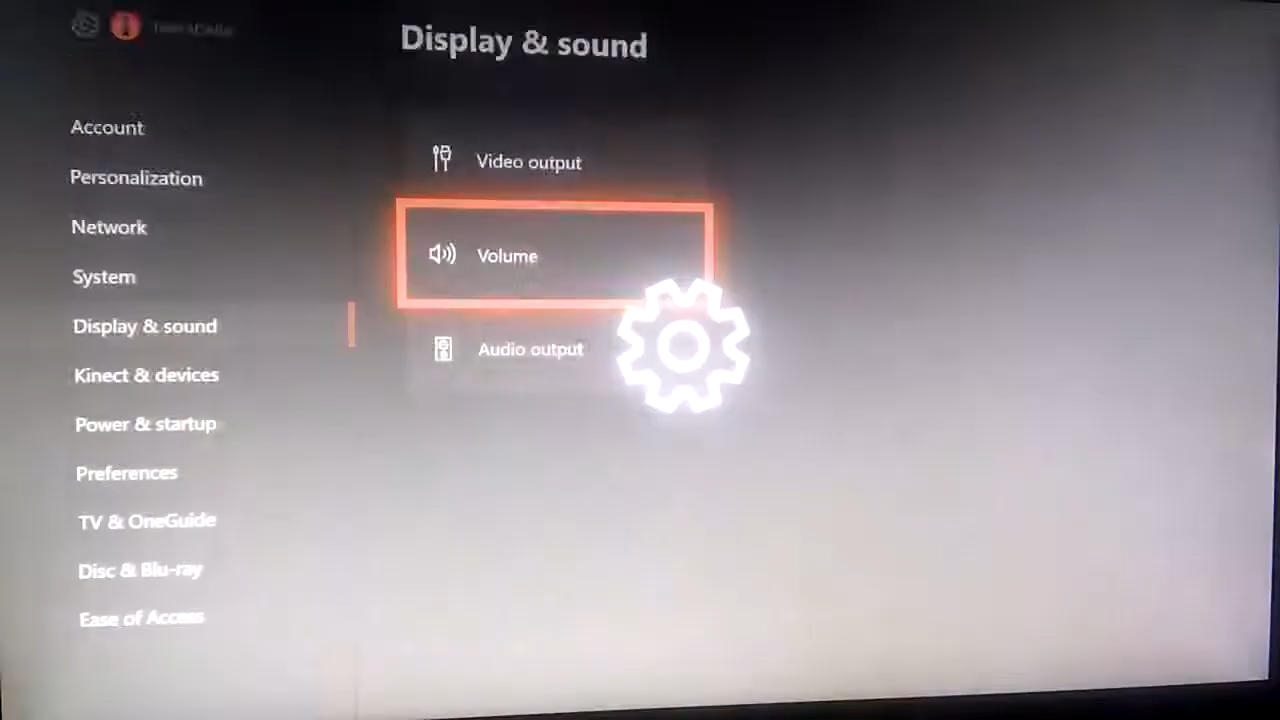 Display & sound
Account
Personalization
Network
System
Display & sound
Kinect & devices
Power & startup
Preferences
TV & OneGuide
Disc & Blu-ray
Ease of Access
Video output
Volume
Audio output